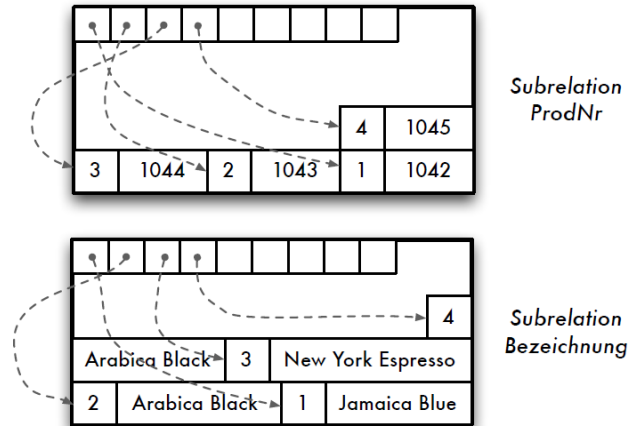 Subrelation
ProdNr
4 1045
3 1044 2 1043 1 1042
Subrelation
Bezeichnung
4
Arabica Black 3 New York Espresso
2 Arabica Black 1 Jamaica Blue